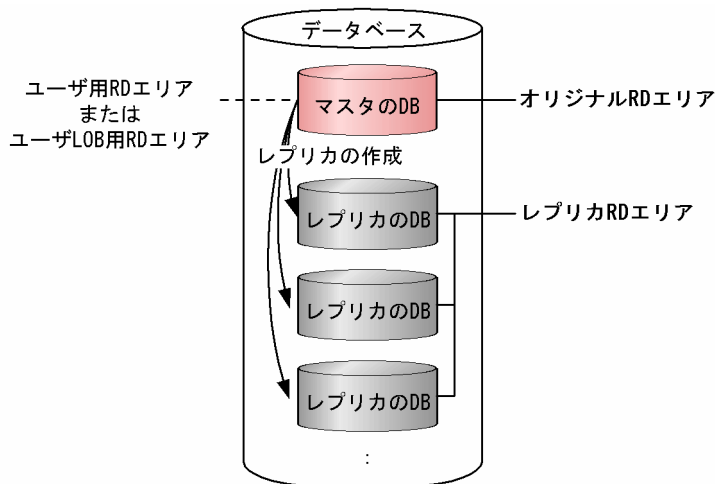 データベース
ユーザ用RDエリア
または
ユーザLOB用RDエリア
マスタのDB
オリジナルRDエリア
レプリカの作成
レプリカのDB
レプリカRDエリア
レプリカのDB
レプリカのDB
: